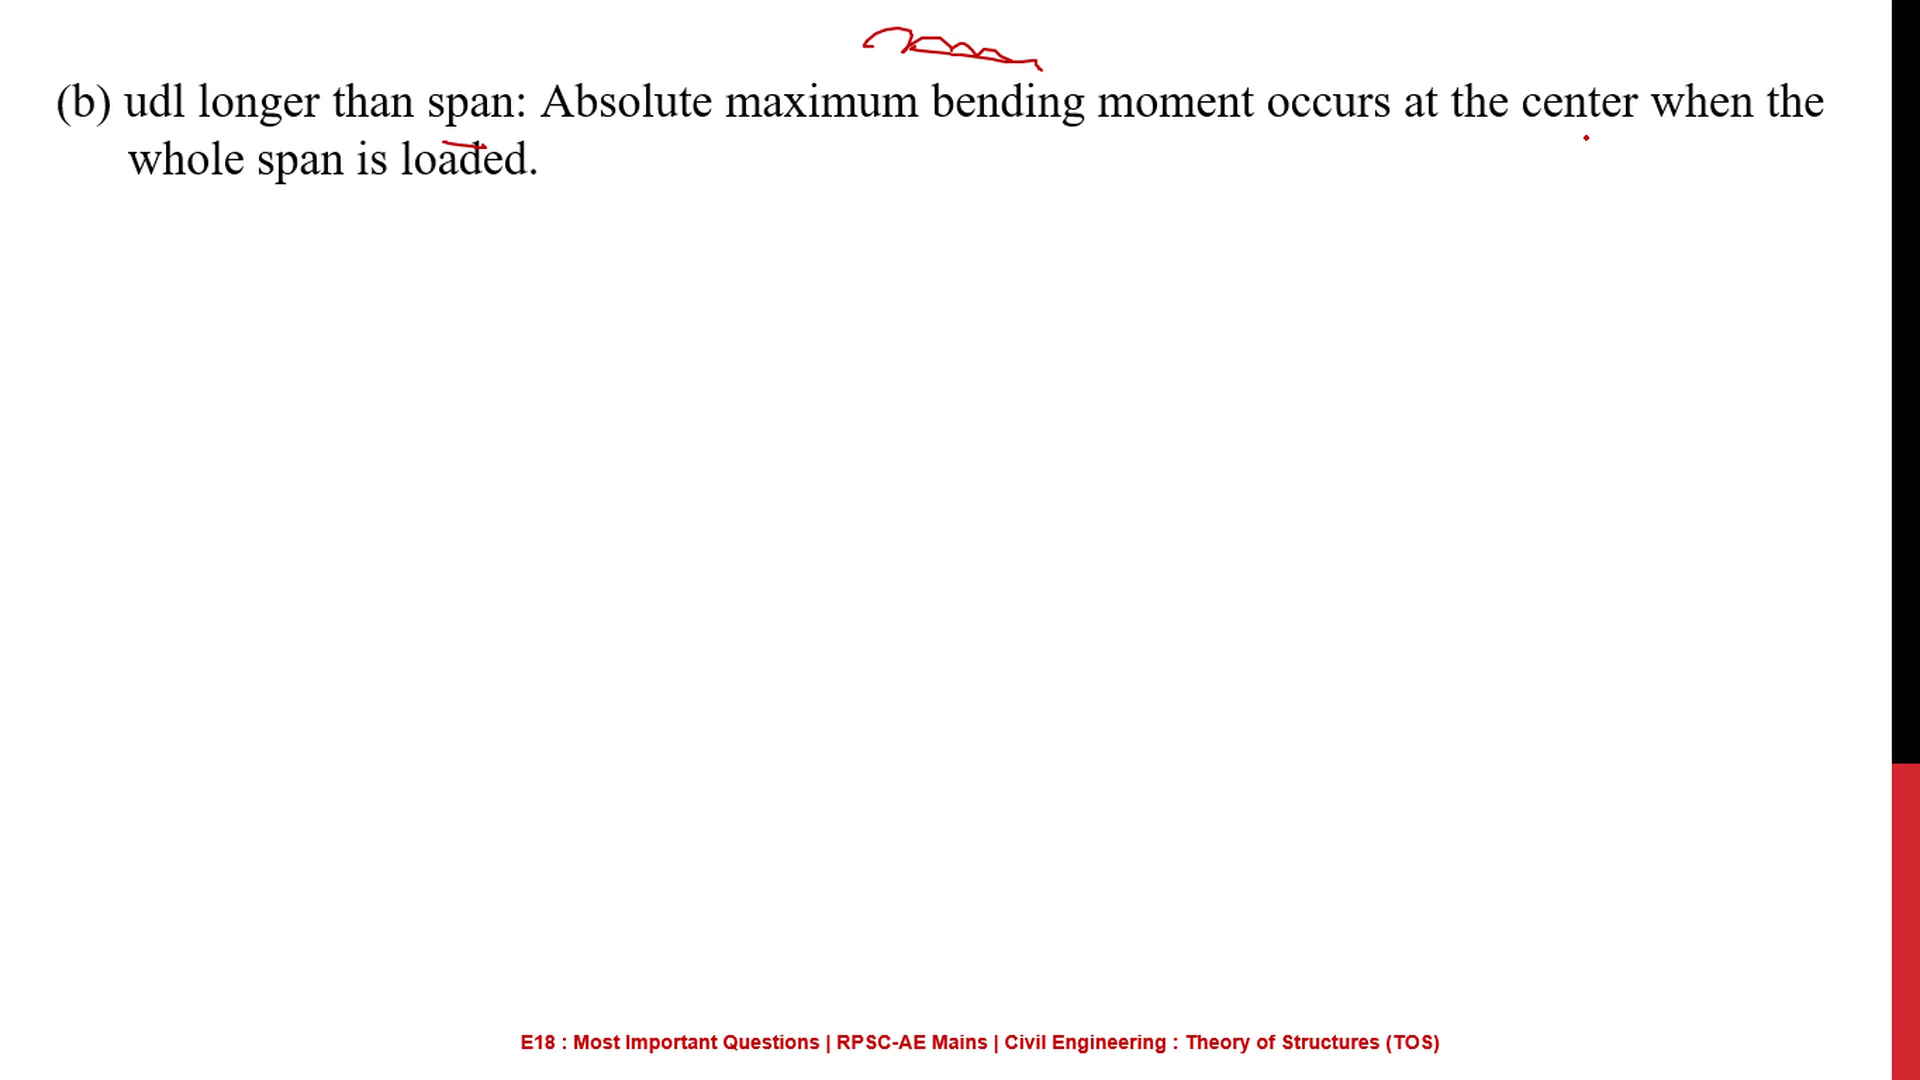 (b) udl longer than span: Absolute maximum bending moment occurs at the center when the
whole span is loaded.
E18 : Most Important Questions | RPSC-AE Mains | Civil Engineering : Theory of Structures (TOS)